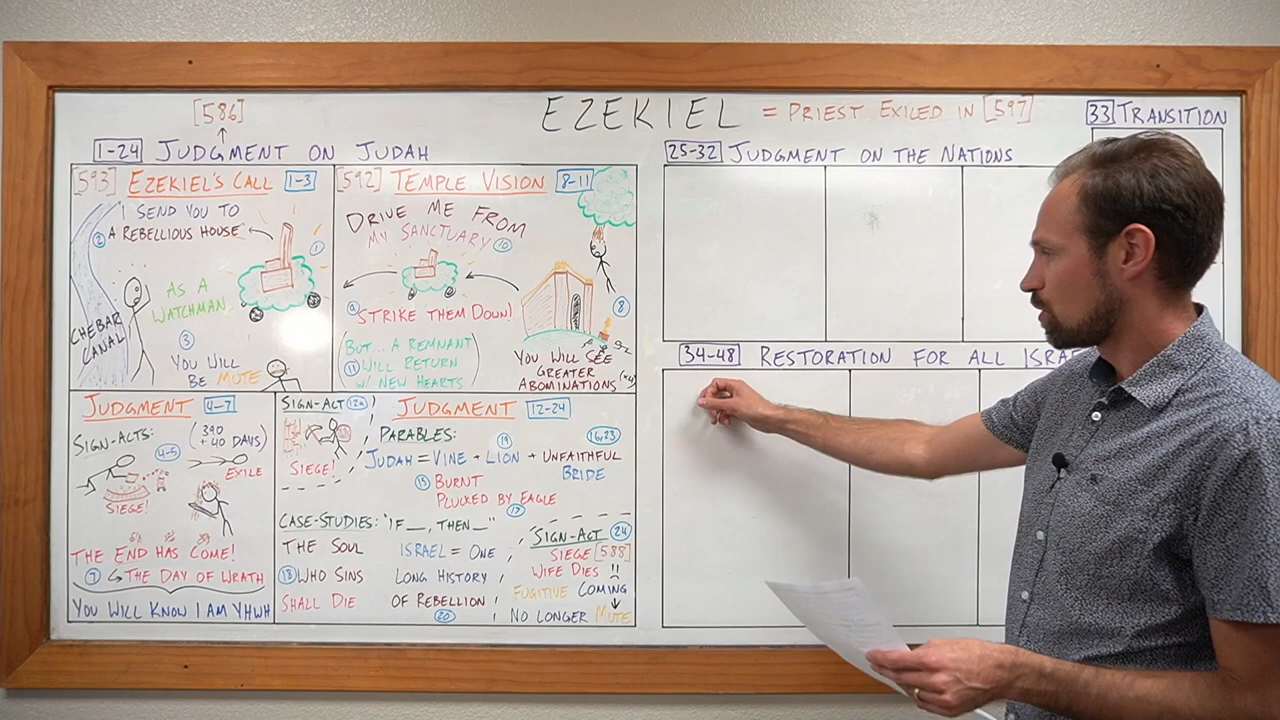 EZEKIEL = PRIEST EXILED IN [597]
[586]
1-24 JUDGMENT ON JUDAH
[593] EZEKIEL'S CALL 1-3
"I SEND YOU TO
② A REBELLIOUS HOUSE"
①
AS A
WATCHMAN
CHEBAR
CANAL
③
YOU WILL
BE MUTE
[592] TEMPLE VISION 8-11
DRIVE ME FROM
MY SANCTUARY ⑩
⑨ STRIKE THEM DOWN!
⑧
(BUT... A REMNANT
⑪ WILL RETURN
W/ NEW HEARTS)
YOU WILL SEE
GREATER
ABOMINATIONS (x4)
JUDGMENT 4-7
SIGN-ACTS: (390
+ 40 DAYS)
4-5
EXILE
SIEGE!
THE END HAS COME!
⑦ THE DAY OF WRATH
YOU WILL KNOW I AM YHWH
SIGN-ACT 12a
SIEGE!
JUDGMENT 12-24
PARABLES: ⑲ 16,23
JUDAH = VINE + LION + UNFAITHFUL
BRIDE
⑮ BURNT
PLUCKED BY EAGLE
⑰
CASE-STUDIES: "IF__, THEN__"
THE SOUL
⑱ WHO SINS
SHALL DIE
ISRAEL = ONE
LONG HISTORY
OF REBELLION
⑳
SIGN-ACT 24
SIEGE [588]
WIFE DIES
FUGITIVE COMING
NO LONGER MUTE
25-32 JUDGMENT ON THE NATIONS
33 TRANSITION
34-48 RESTORATION FOR ALL ISRA